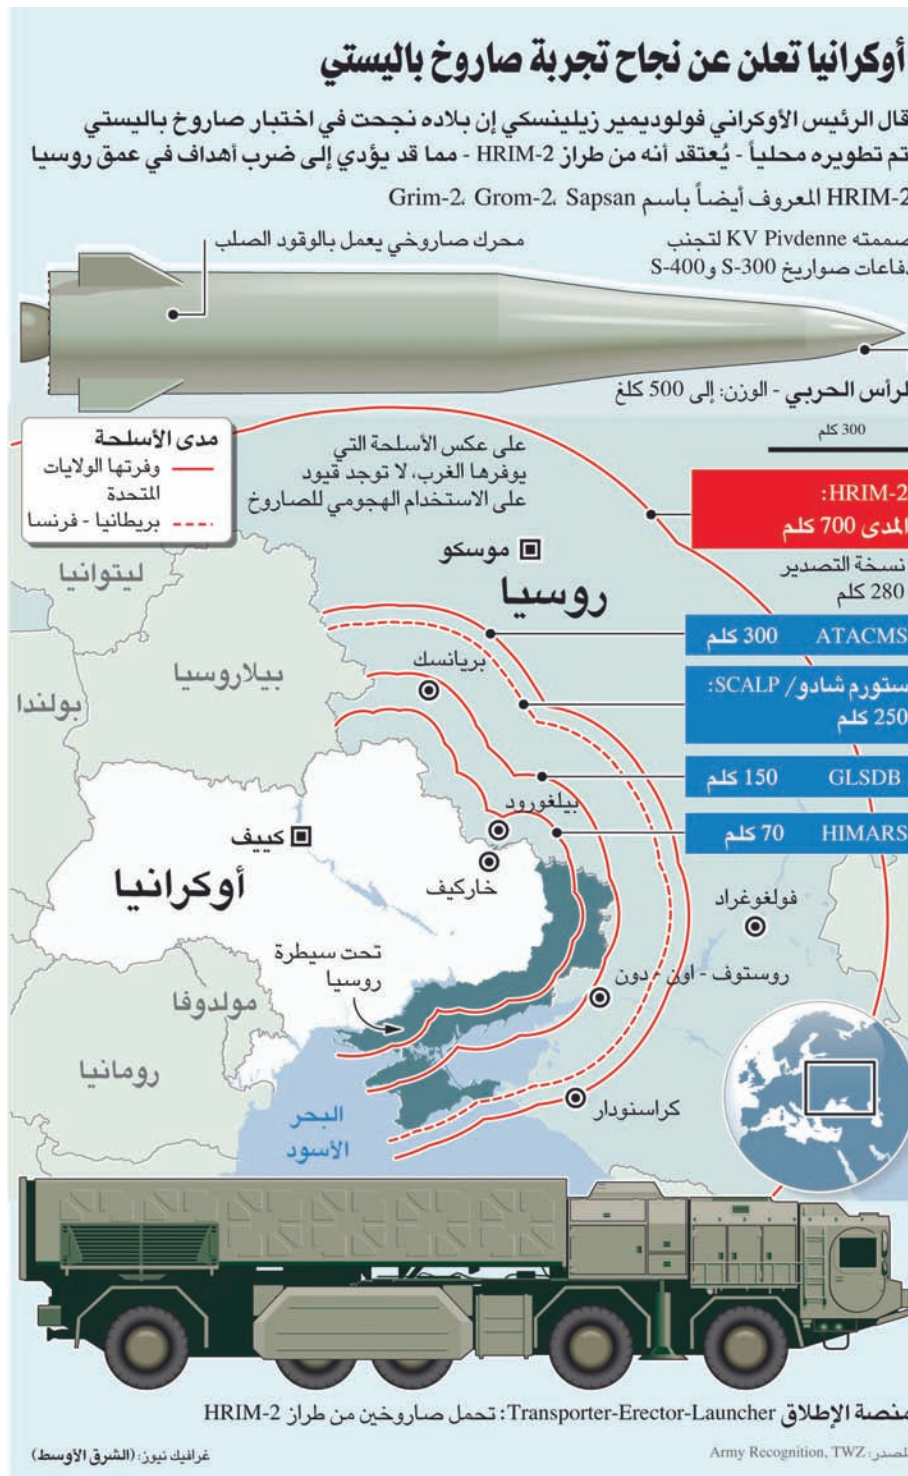 أوكرانيا تعلن عن نجاح تجربة صاروخ باليستي
قال الرئيس الأوكراني فولوديمير زيلينسكي إن بلاده نجحت في اختبار صاروخ باليستي
تم تطويره محلياً - يُعتقد أنه من طراز HRIM-2 - مما قد يؤدي إلى ضرب أهداف في عمق روسيا
HRIM-2 المعروف أيضاً باسم Grim-2، Grom-2، Sapsan
صممته KV Pivdenne لتجنب
دفاعات صواريخ S-300 وS-400
محرك صاروخي يعمل بالوقود الصلب
الرأس الحربي - الوزن: إلى 500 كلغ
300 كلم
مدى الأسلحة
وفرتها الولايات
المتحدة
بريطانيا - فرنسا
على عكس الأسلحة التي
يوفرها الغرب، لا توجد قيود
على الاستخدام الهجومي للصاروخ
HRIM-2:
المدى 700 كلم
نسخة التصدير
280 كلم
ATACMS 300 كلم
ستورم شادو/ SCALP:
250 كلم
GLSDB 150 كلم
HIMARS 70 كلم
موسكو
روسيا
ليتوانيا
بيلاروسيا
بولندا
بريانسك
بيلغورود
كييف
خاركيف
أوكرانيا
فولغوغراد
تحت سيطرة
روسيا
روستوف - اون - دون
مولدوفا
رومانيا
كراسنودار
البحر
الأسود
منصة الإطلاق Transporter-Erector-Launcher: تحمل صاروخين من طراز HRIM-2
المصدر: Army Recognition, TWZ
غرافيك نيوز: (الشرق الأوسط)